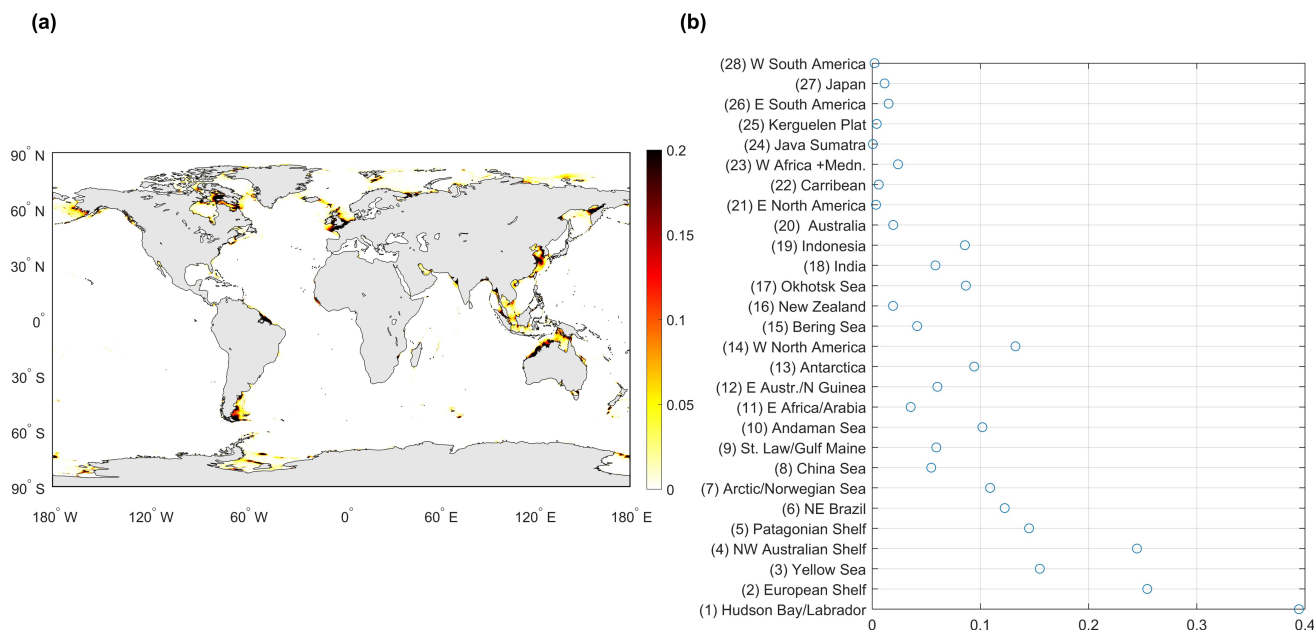 (a)
90° N
60° N
30° N
0°
30° S
60° S
90° S
180° W
120° W
60° W
0°
60° E
120° E
180° E
0.2
0.15
0.1
0.05
0
(b)
(28) W South America
(27) Japan
(26) E South America
(25) Kerguelen Plat
(24) Java Sumatra
(23) W Africa +Medn.
(22) Carribean
(21) E North America
(20) Australia
(19) Indonesia
(18) India
(17) Okhotsk Sea
(16) New Zealand
(15) Bering Sea
(14) W North America
(13) Antarctica
(12) E Austr./N Guinea
(11) E Africa/Arabia
(10) Andaman Sea
(9) St. Law/Gulf Maine
(8) China Sea
(7) Arctic/Norwegian Sea
(6) NE Brazil
(5) Patagonian Shelf
(4) NW Australian Shelf
(3) Yellow Sea
(2) European Shelf
(1) Hudson Bay/Labrador
0
0.1
0.2
0.3
0.4